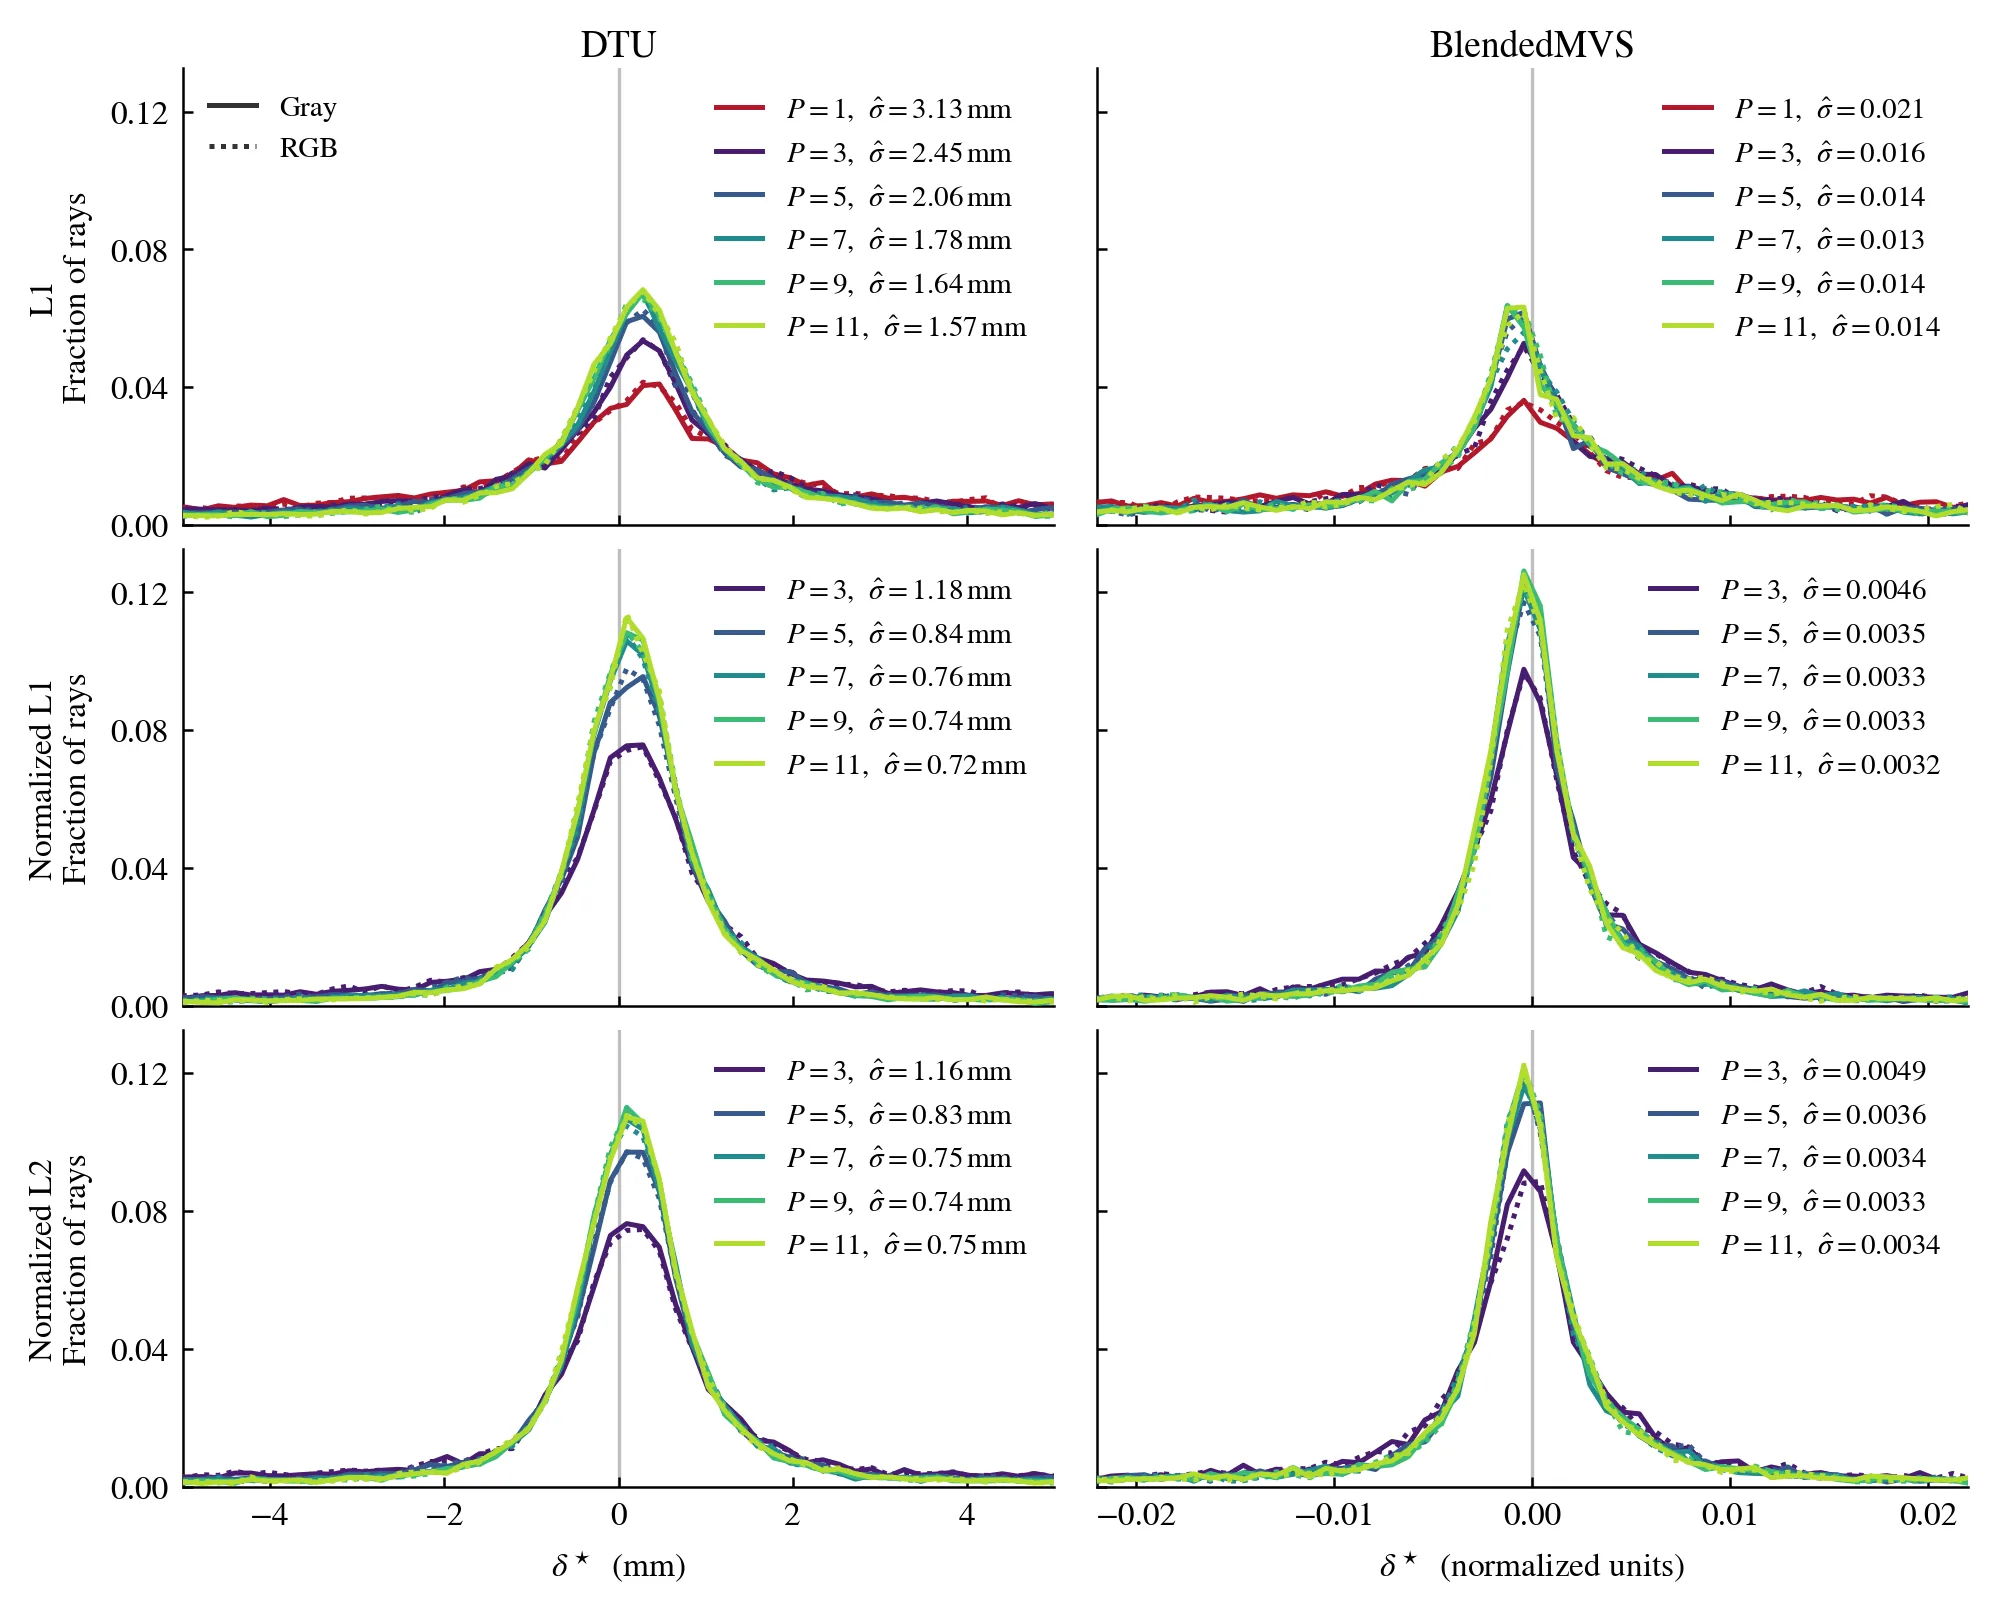 DTU
BlendedMVS
L1
Fraction of rays
0.12
0.08
0.04
0.00
Gray
RGB
P = 1, σ̂ = 3.13 mm
P = 3, σ̂ = 2.45 mm
P = 5, σ̂ = 2.06 mm
P = 7, σ̂ = 1.78 mm
P = 9, σ̂ = 1.64 mm
P = 11, σ̂ = 1.57 mm
P = 1, σ̂ = 0.021
P = 3, σ̂ = 0.016
P = 5, σ̂ = 0.014
P = 7, σ̂ = 0.013
P = 9, σ̂ = 0.014
P = 11, σ̂ = 0.014
Normalized L1
Fraction of rays
0.12
0.08
0.04
0.00
P = 3, σ̂ = 1.18 mm
P = 5, σ̂ = 0.84 mm
P = 7, σ̂ = 0.76 mm
P = 9, σ̂ = 0.74 mm
P = 11, σ̂ = 0.72 mm
P = 3, σ̂ = 0.0046
P = 5, σ̂ = 0.0035
P = 7, σ̂ = 0.0033
P = 9, σ̂ = 0.0033
P = 11, σ̂ = 0.0032
Normalized L2
Fraction of rays
0.12
0.08
0.04
0.00
P = 3, σ̂ = 1.16 mm
P = 5, σ̂ = 0.83 mm
P = 7, σ̂ = 0.75 mm
P = 9, σ̂ = 0.74 mm
P = 11, σ̂ = 0.75 mm
P = 3, σ̂ = 0.0049
P = 5, σ̂ = 0.0036
P = 7, σ̂ = 0.0034
P = 9, σ̂ = 0.0033
P = 11, σ̂ = 0.0034
−4 −2 0 2 4
−0.02 −0.01 0.00 0.01 0.02
δ⋆ (mm)
δ⋆ (normalized units)